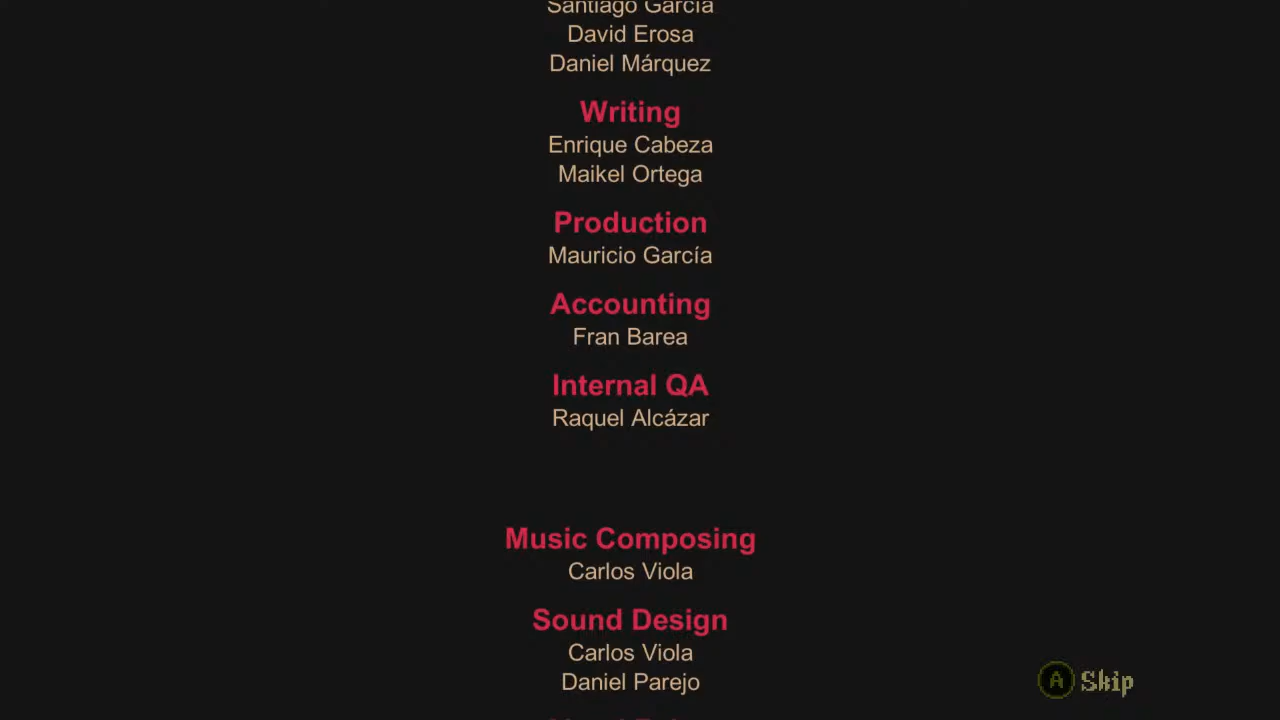 Santiago García
David Erosa
Daniel Márquez
Writing
Enrique Cabeza
Maikel Ortega
Production
Mauricio García
Accounting
Fran Barea
Internal QA
Raquel Alcázar
Music Composing
Carlos Viola
Sound Design
Carlos Viola
Daniel Parejo
A Skip